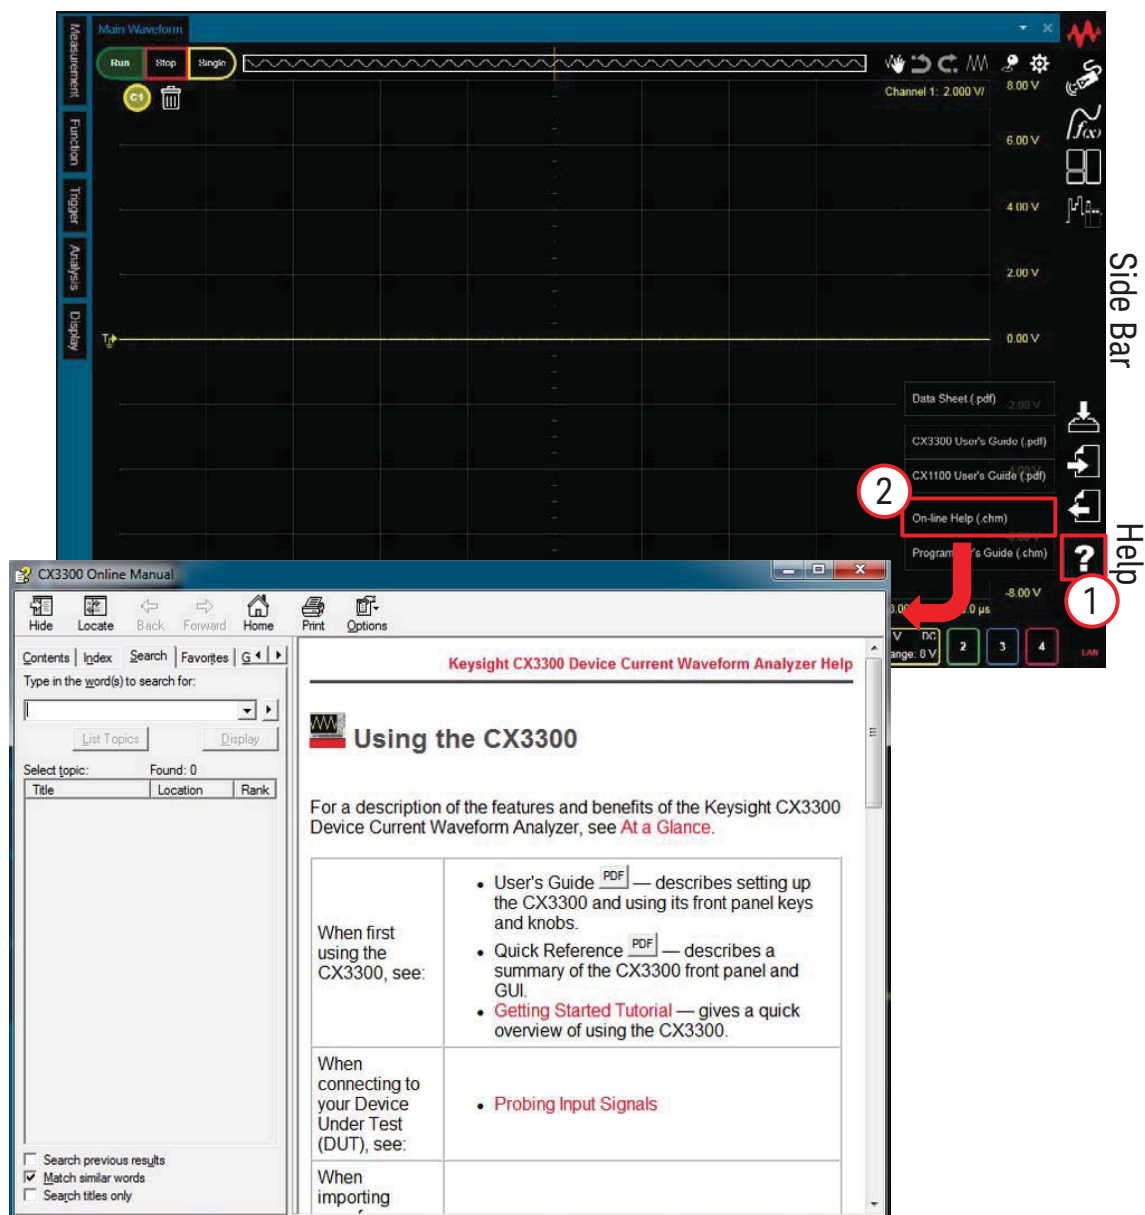 Main Waveform
Measurement
Function
Trigger
Analysis
Display
Run
Stop
Single
C1
Channel 1: 2.000 V/
8.00 V
6.00 V
4.00 V
2.00 V
0.00 V
-2.00 V
-8.00 V
f(x)
Side Bar
Data Sheet (.pdf)
CX3300 User's Guide (.pdf)
CX1100 User's Guide (.pdf)
2
On-line Help (.chm)
Help
?
1
V DC
ange: 8 V
2
3
4
LAN
CX3300 Online Manual
Hide
Locate
Back
Forward
Home
Print
Options
Contents
Index
Search
Favorites
G
Type in the word(s) to search for:
List Topics
Display
Select topic:
Found: 0
Title
Location
Rank
Search previous results
Match similar words
Search titles only
Keysight CX3300 Device Current Waveform Analyzer Help
Using the CX3300
For a description of the features and benefits of the Keysight CX3300
Device Current Waveform Analyzer, see At a Glance.
When first
using the
CX3300, see:
• User's Guide PDF — describes setting up
the CX3300 and using its front panel keys
and knobs.
• Quick Reference PDF — describes a
summary of the CX3300 front panel and
GUI.
• Getting Started Tutorial — gives a quick
overview of using the CX3300.
When
connecting to
your Device
Under Test
(DUT), see:
• Probing Input Signals
When
importing